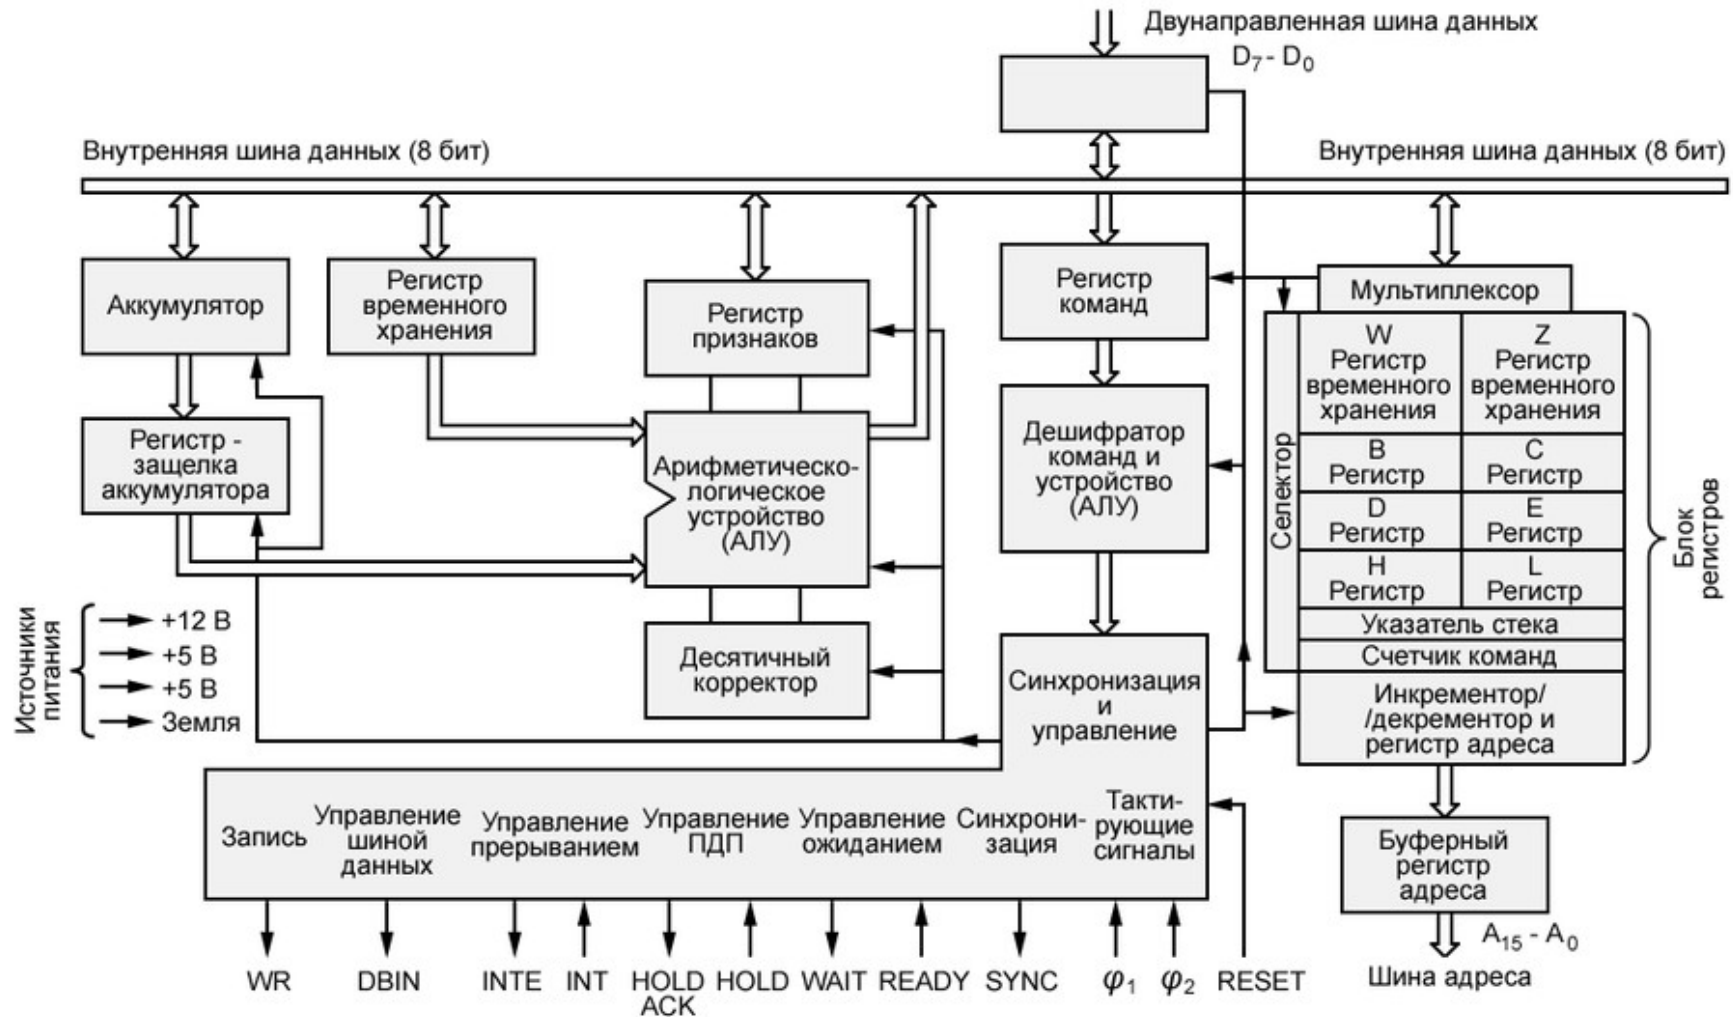 Двунаправленная шина данных
D7 - D0
Внутренняя шина данных (8 бит)
Внутренняя шина данных (8 бит)
Аккумулятор
Регистр
временного
хранения
Регистр
признаков
Регистр
команд
Мультиплексор
Регистр -
защелка
аккумулятора
Арифметическо-
логическое
устройство
(АЛУ)
Дешифратор
команд и
устройство
(АЛУ)
Селектор
W
Регистр
временного
хранения
Z
Регистр
временного
хранения
B
Регистр
C
Регистр
D
Регистр
E
Регистр
H
Регистр
L
Регистр
Указатель стека
Счетчик команд
Инкрементор/
/декрементор и
регистр адреса
Блок
регистров
Источники
питания
+12 В
+5 В
+5 В
Земля
Десятичный
корректор
Синхронизация
и
управление
Запись
Управление
шиной
данных
Управление
прерыванием
Управление
ПДП
Управление
ожиданием
Синхрони-
зация
Такти-
рующие
сигналы
Буферный
регистр
адреса
A15 - A0
Шина адреса
WR
DBIN
INTE
INT
HOLD
ACK
HOLD
WAIT
READY
SYNC
φ1
φ2
RESET